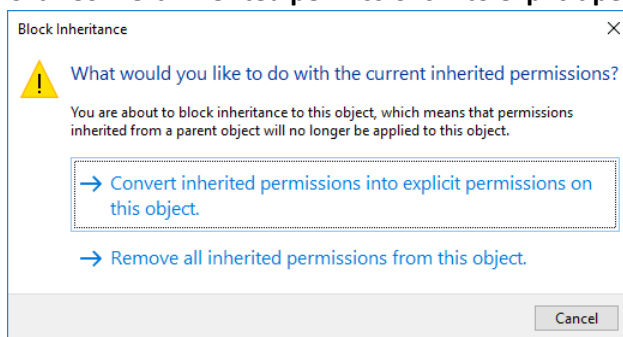 Block Inheritance
What would you like to do with the current inherited permissions?
You are about to block inheritance to this object, which means that permissions
inherited from a parent object will no longer be applied to this object.
→ Convert inherited permissions into explicit permissions on
this object.
→ Remove all inherited permissions from this object.
Cancel